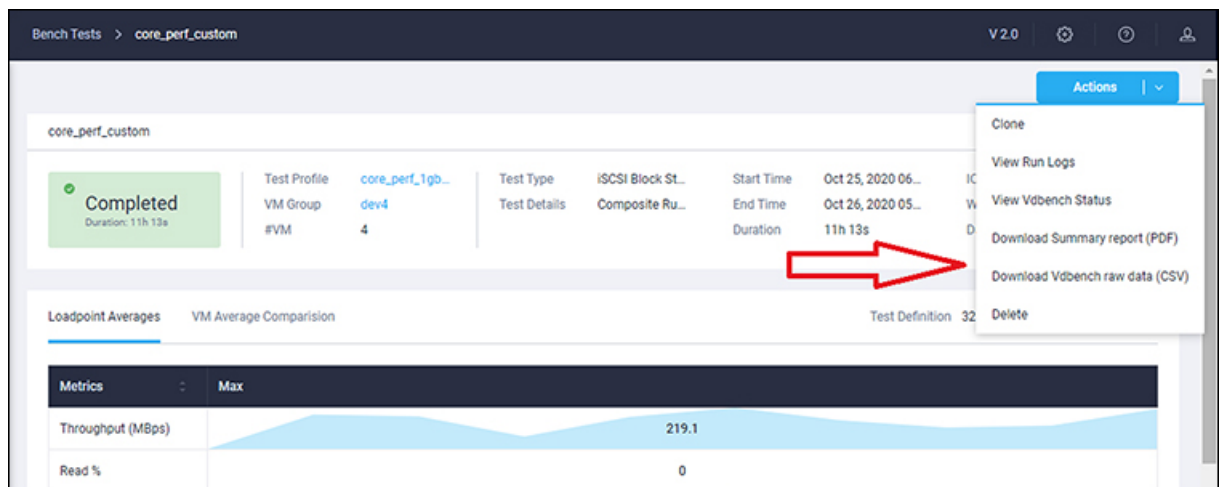 Bench Tests > core_perf_custom
V 2.0
Actions
core_perf_custom
Clone
View Run Logs
View Vdbench Status
Download Summary report (PDF)
Download Vdbench raw data (CSV)
Delete
Completed
Duration: 11h 13s
Test Profile core_perf_1gb...
VM Group dev4
#VM 4
Test Type iSCSI Block St...
Test Details Composite Ru...
Start Time Oct 25, 2020 06...
End Time Oct 26, 2020 05...
Duration 11h 13s
Loadpoint Averages
VM Average Comparision
Test Definition 32
Metrics Max
Throughput (MBps) 219.1
Read % 0